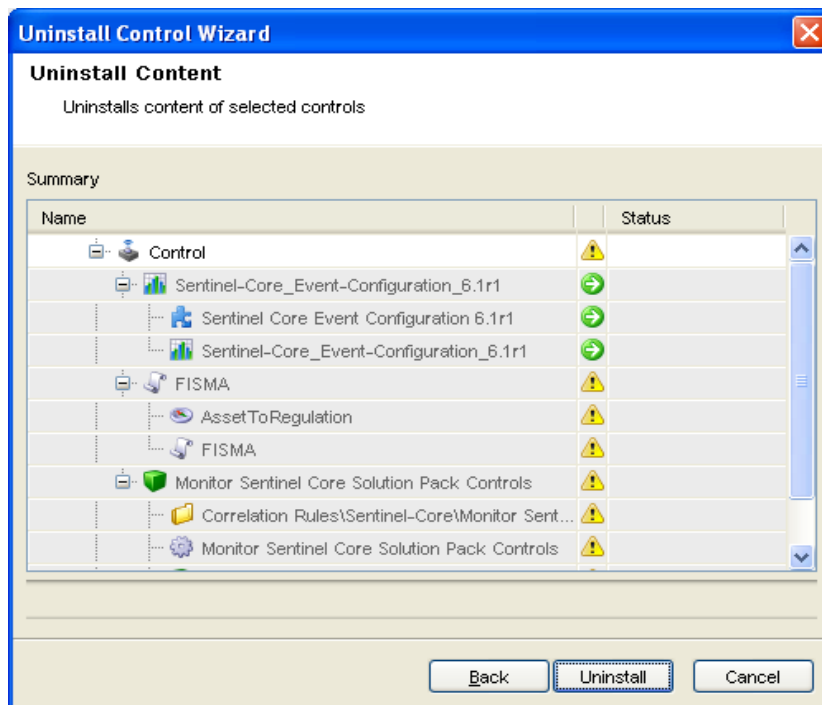 Uninstall Control Wizard
Uninstall Content
Uninstalls content of selected controls
Summary
Name Status
Control
Sentinel-Core_Event-Configuration_6.1r1
Sentinel Core Event Configuration 6.1r1
Sentinel-Core_Event-Configuration_6.1r1
FISMA
AssetToRegulation
FISMA
Monitor Sentinel Core Solution Pack Controls
Correlation Rules\Sentinel-Core\Monitor Sent...
Monitor Sentinel Core Solution Pack Controls
Back Uninstall Cancel